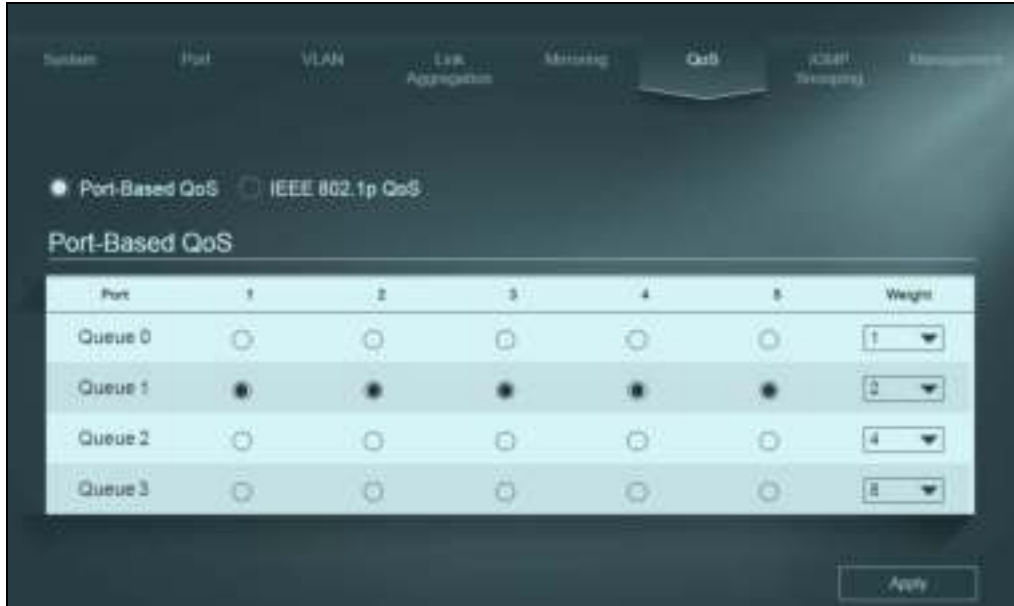 System Port VLAN Link Aggregation Mirroring QoS IGMP Snooping Management
Port-Based QoS IEEE 802.1p QoS
Port-Based QoS
Port 1 2 3 4 5 Weight
Queue 0 1
Queue 1 2
Queue 2 4
Queue 3 8
Apply